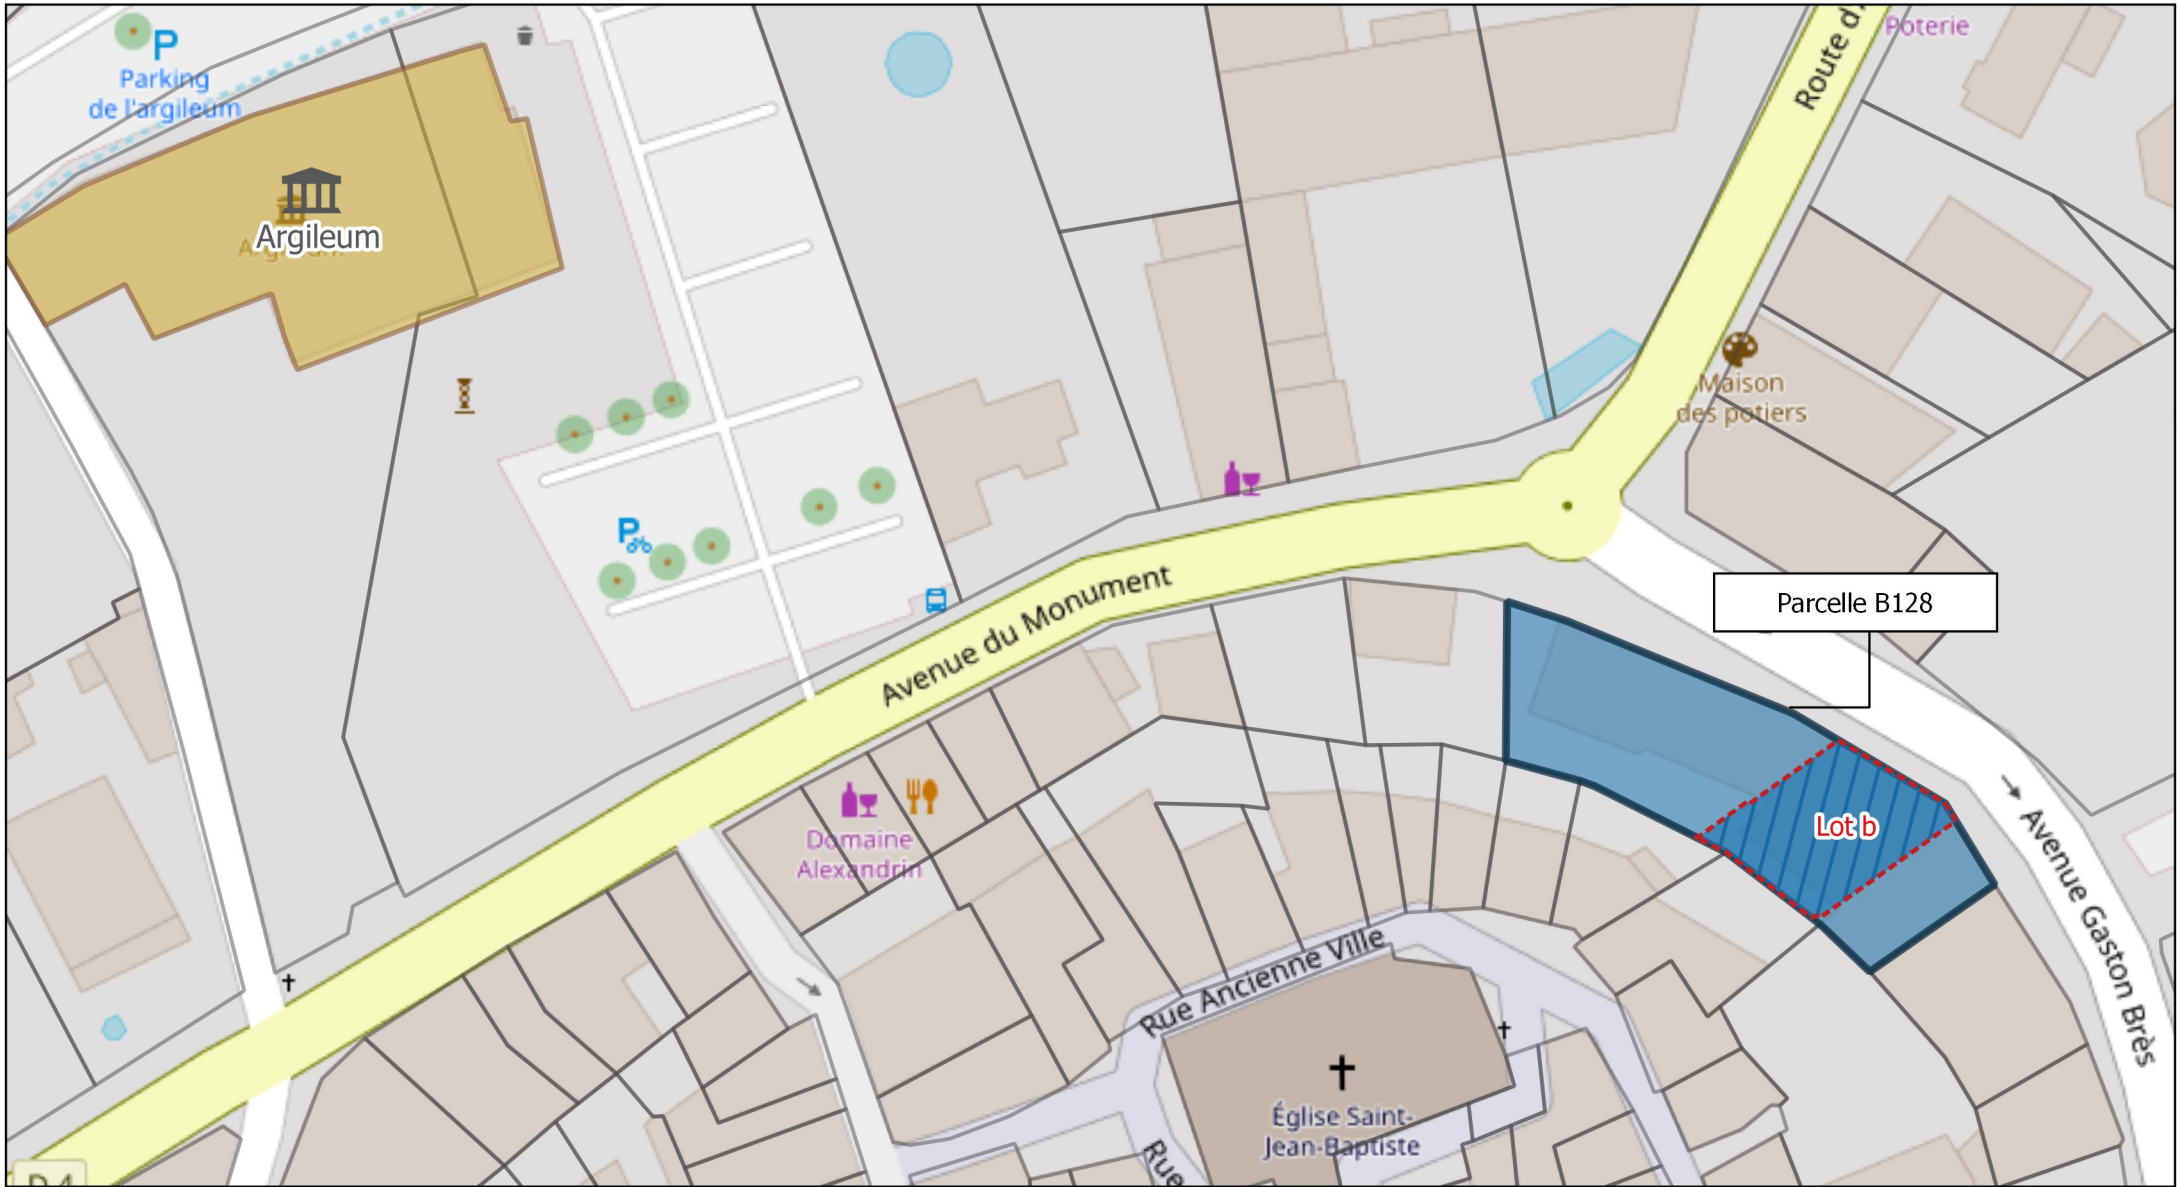 Poterie
Route d'
P
Parking
de l'argileum
Argileum
Maison
des potiers
P
Avenue du Monument
Parcelle B128
Domaine
Alexandrin
Lot b
Avenue Gaston Brès
Rue Ancienne Ville
Église Saint-
Jean-Baptiste
Rue
D 4